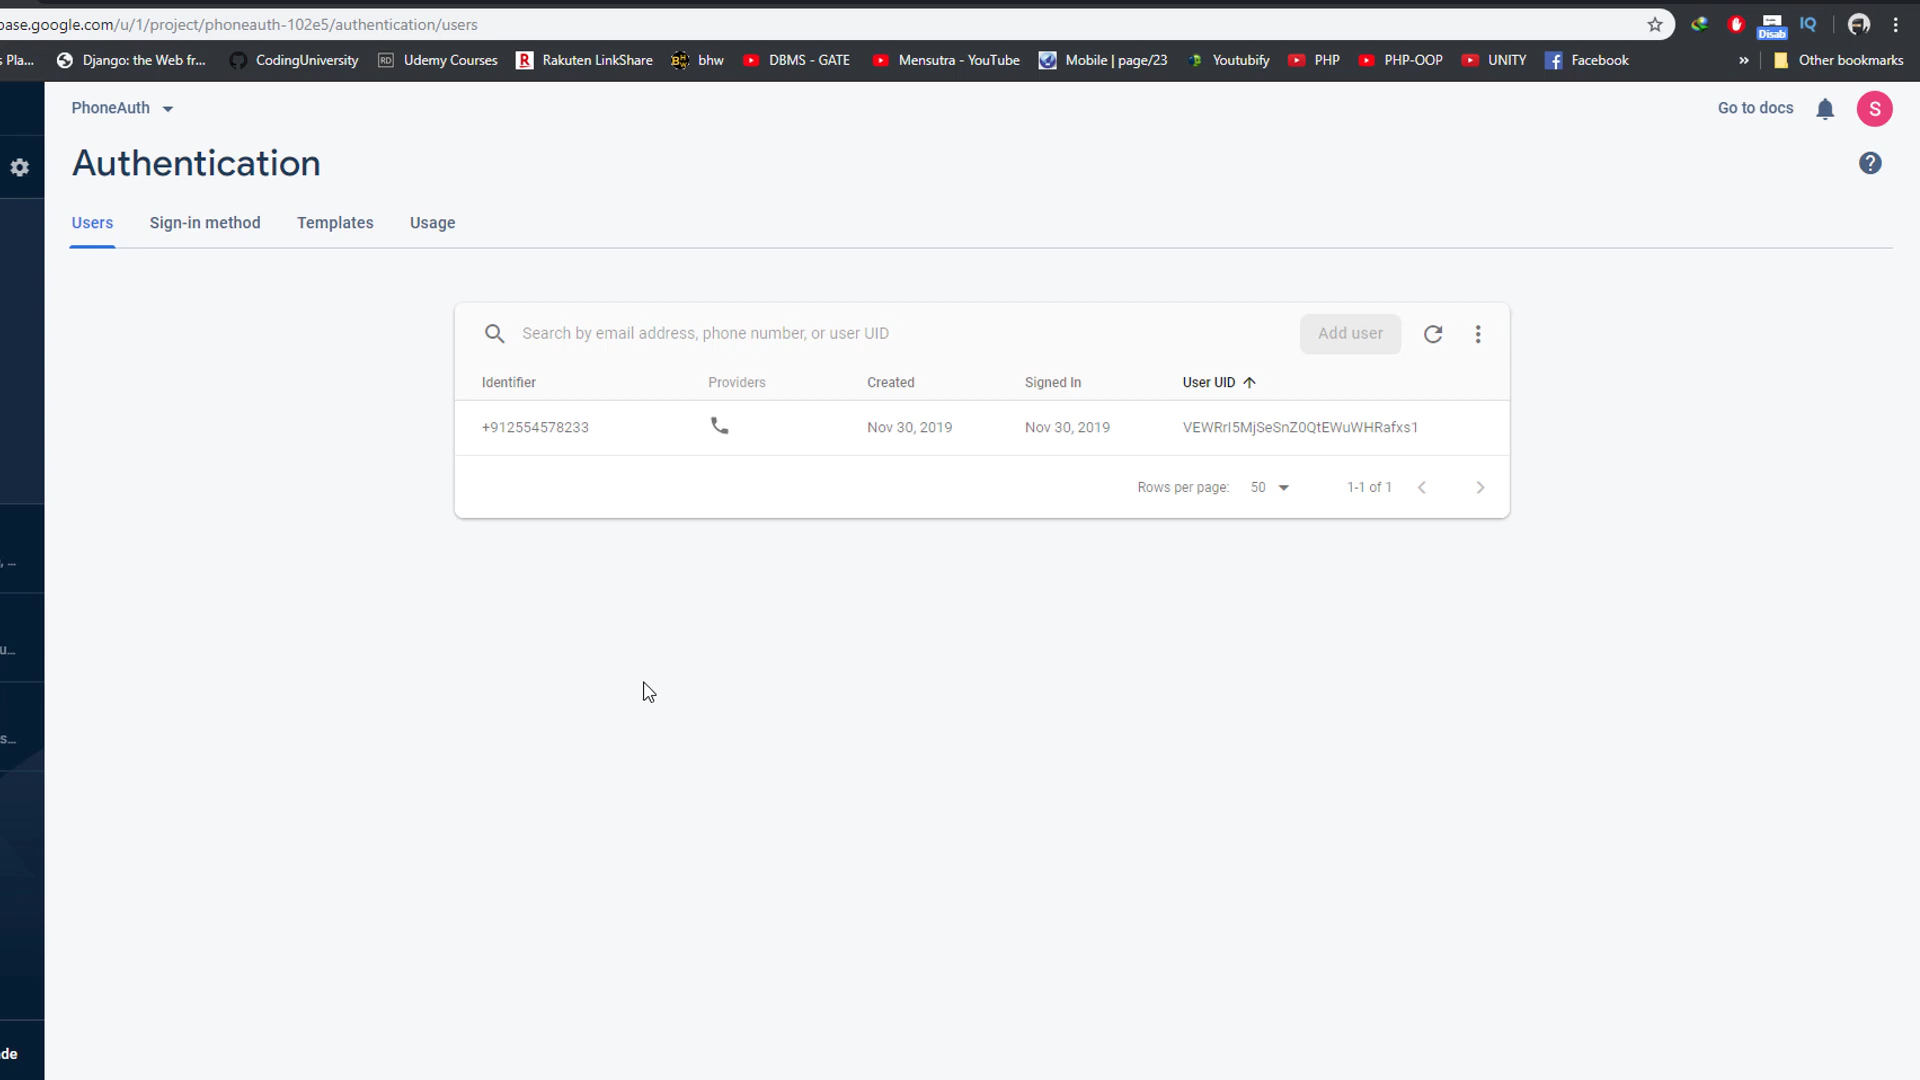 base.google.com/u/1/project/phoneauth-102e5/authentication/users
Disab
IQ
s Pla...
Django: the Web fr...
CodingUniversity
RD
Udemy Courses
R
Rakuten LinkShare
bhw
DBMS - GATE
Mensutra - YouTube
Mobile | page/23
Youtubify
PHP
PHP-OOP
UNITY
Facebook
»
Other bookmarks
PhoneAuth
Go to docs
S
Authentication
?
Users
Sign-in method
Templates
Usage
Search by email address, phone number, or user UID
Add user
Identifier
Providers
Created
Signed In
User UID
+912554578233
Nov 30, 2019
Nov 30, 2019
VEWRrI5MjSeSnZ0QtEWuWHRafxs1
Rows per page:
50
1-1 of 1
, ...
u...
s...
de